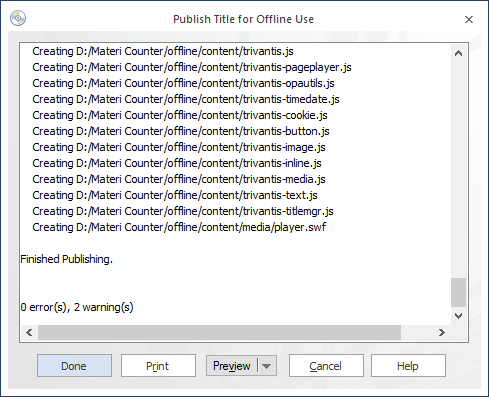 Publish Title for Offline Use
Creating D:/Materi Counter/offline/content/trivantis.js
Creating D:/Materi Counter/offline/content/trivantis-pageplayer.js
Creating D:/Materi Counter/offline/content/trivantis-opautils.js
Creating D:/Materi Counter/offline/content/trivantis-timedate.js
Creating D:/Materi Counter/offline/content/trivantis-cookie.js
Creating D:/Materi Counter/offline/content/trivantis-button.js
Creating D:/Materi Counter/offline/content/trivantis-image.js
Creating D:/Materi Counter/offline/content/trivantis-inline.js
Creating D:/Materi Counter/offline/content/trivantis-media.js
Creating D:/Materi Counter/offline/content/trivantis-text.js
Creating D:/Materi Counter/offline/content/trivantis-titlemgr.js
Creating D:/Materi Counter/offline/content/media/player.swf
Finished Publishing.
0 error(s), 2 warning(s)
Done Print Preview Cancel Help